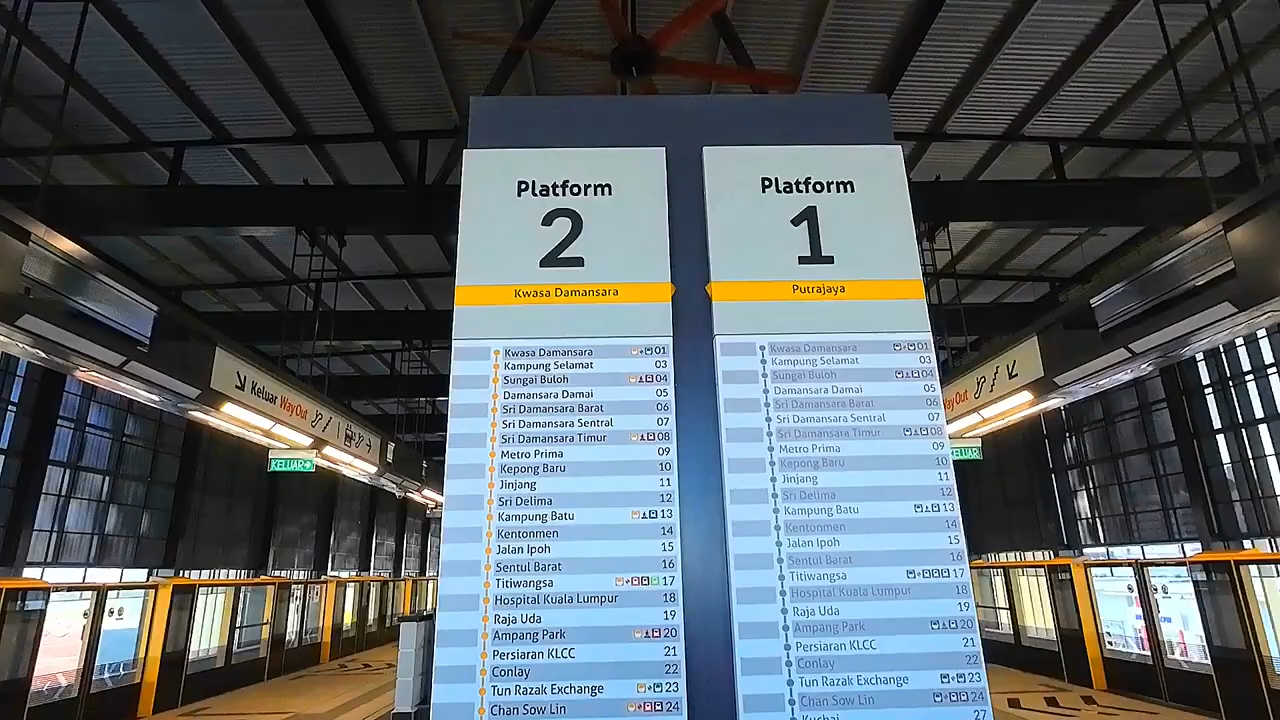 Platform
2
Kwasa Damansara
Kwasa Damansara 01
Kampung Selamat 03
Sungai Buloh 04
Damansara Damai 05
Sri Damansara Barat 06
Sri Damansara Sentral 07
Sri Damansara Timur 08
Metro Prima 09
Kepong Baru 10
Jinjang 11
Sri Delima 12
Kampung Batu 13
Kentonmen 14
Jalan Ipoh 15
Sentul Barat 16
Titiwangsa 17
Hospital Kuala Lumpur 18
Raja Uda 19
Ampang Park 20
Persiaran KLCC 21
Conlay 22
Tun Razak Exchange 23
Chan Sow Lin 24
Platform
1
Putrajaya
Kwasa Damansara 01
Kampung Selamat 03
Sungai Buloh 04
Damansara Damai 05
Sri Damansara Barat 06
Sri Damansara Sentral 07
Sri Damansara Timur 08
Metro Prima 09
Kepong Baru 10
Jinjang 11
Sri Delima 12
Kampung Batu 13
Kentonmen 14
Jalan Ipoh 15
Sentul Barat 16
Titiwangsa 17
Hospital Kuala Lumpur 18
Raja Uda 19
Ampang Park 20
Persiaran KLCC 21
Conlay 22
Tun Razak Exchange 23
Chan Sow Lin 24
Kuchai 27
Keluar Way Out
KELUAR
Way Out
KELUAR